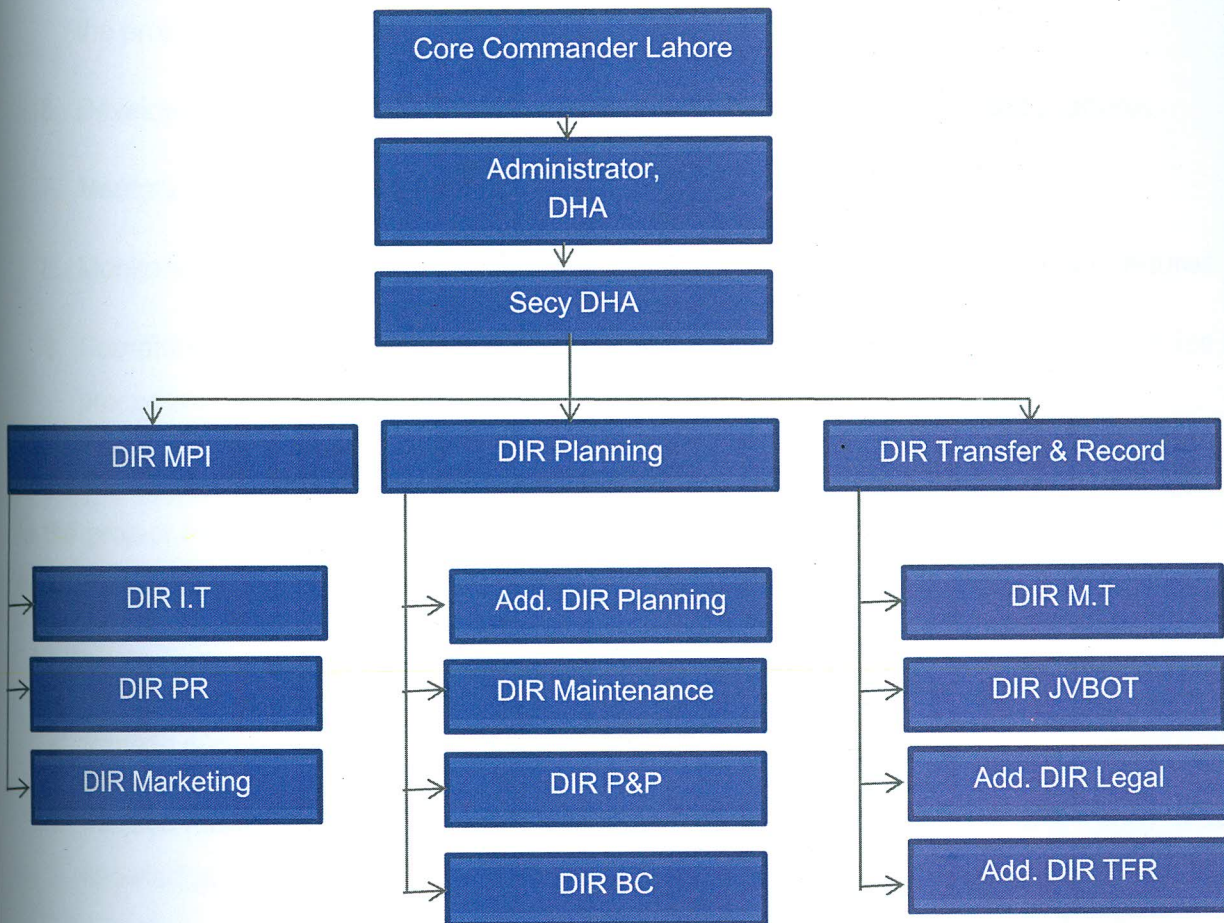 Core Commander Lahore
Administrator,
DHA
Secy DHA
DIR MPI
DIR Planning
DIR Transfer & Record
DIR I.T
DIR PR
DIR Marketing
Add. DIR Planning
DIR Maintenance
DIR P&P
DIR BC
DIR M.T
DIR JVBOT
Add. DIR Legal
Add. DIR TFR